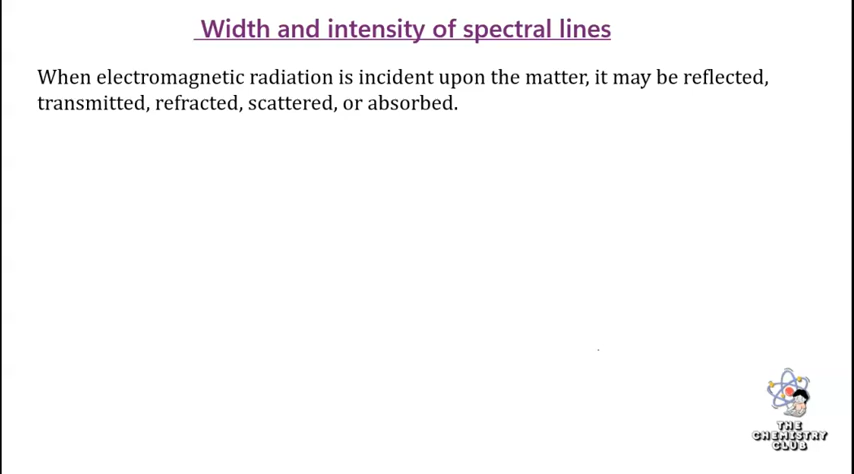 Width and intensity of spectral lines
When electromagnetic radiation is incident upon the matter, it may be reflected,
transmitted, refracted, scattered, or absorbed.
THE
CHEMISTRY
CLUB